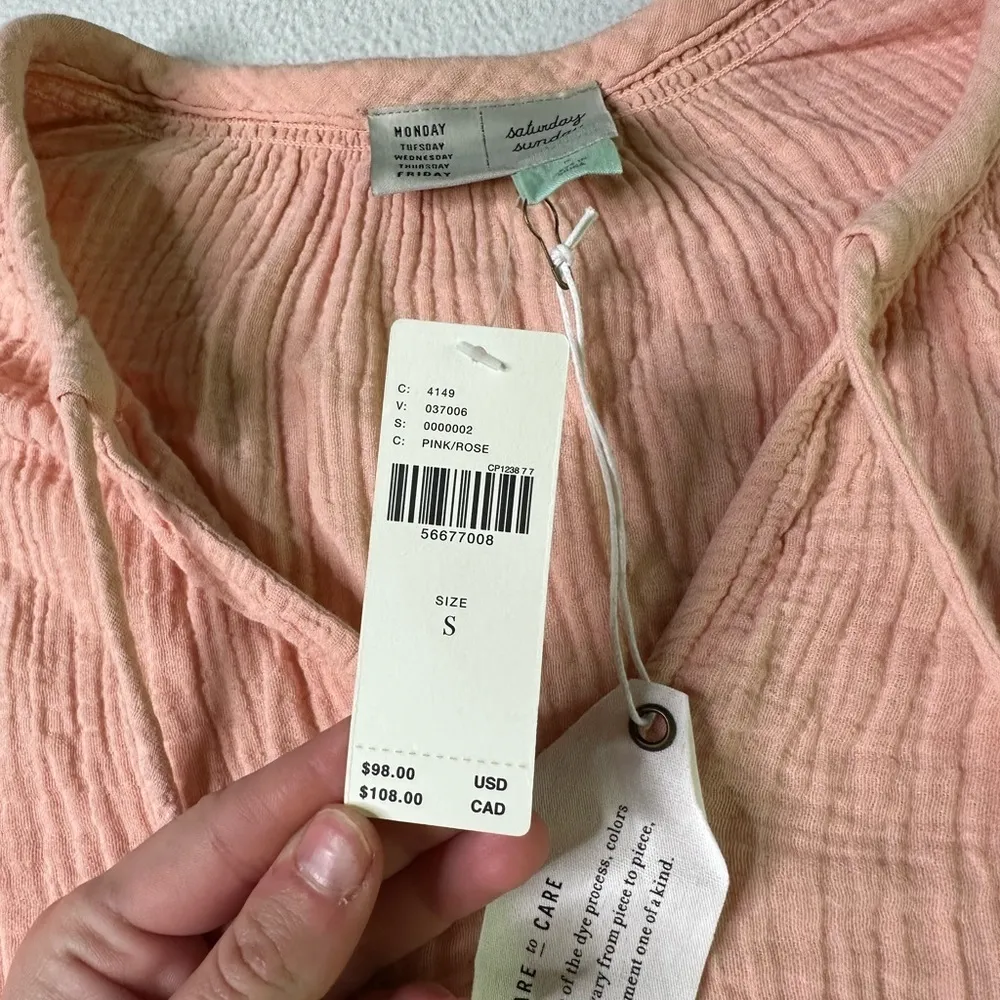 MONDAY
TUESDAY
WEDNESDAY
THURSDAY
FRIDAY
saturday
sunday
C: 4149
V: 037006
S: 0000002
C: PINK/ROSE
CP1238 7 7
56677008
SIZE
S
$98.00 USD
$108.00 CAD
ARE to CARE
of the dye process, colors
vary from piece to piece,
ment one of a kind.